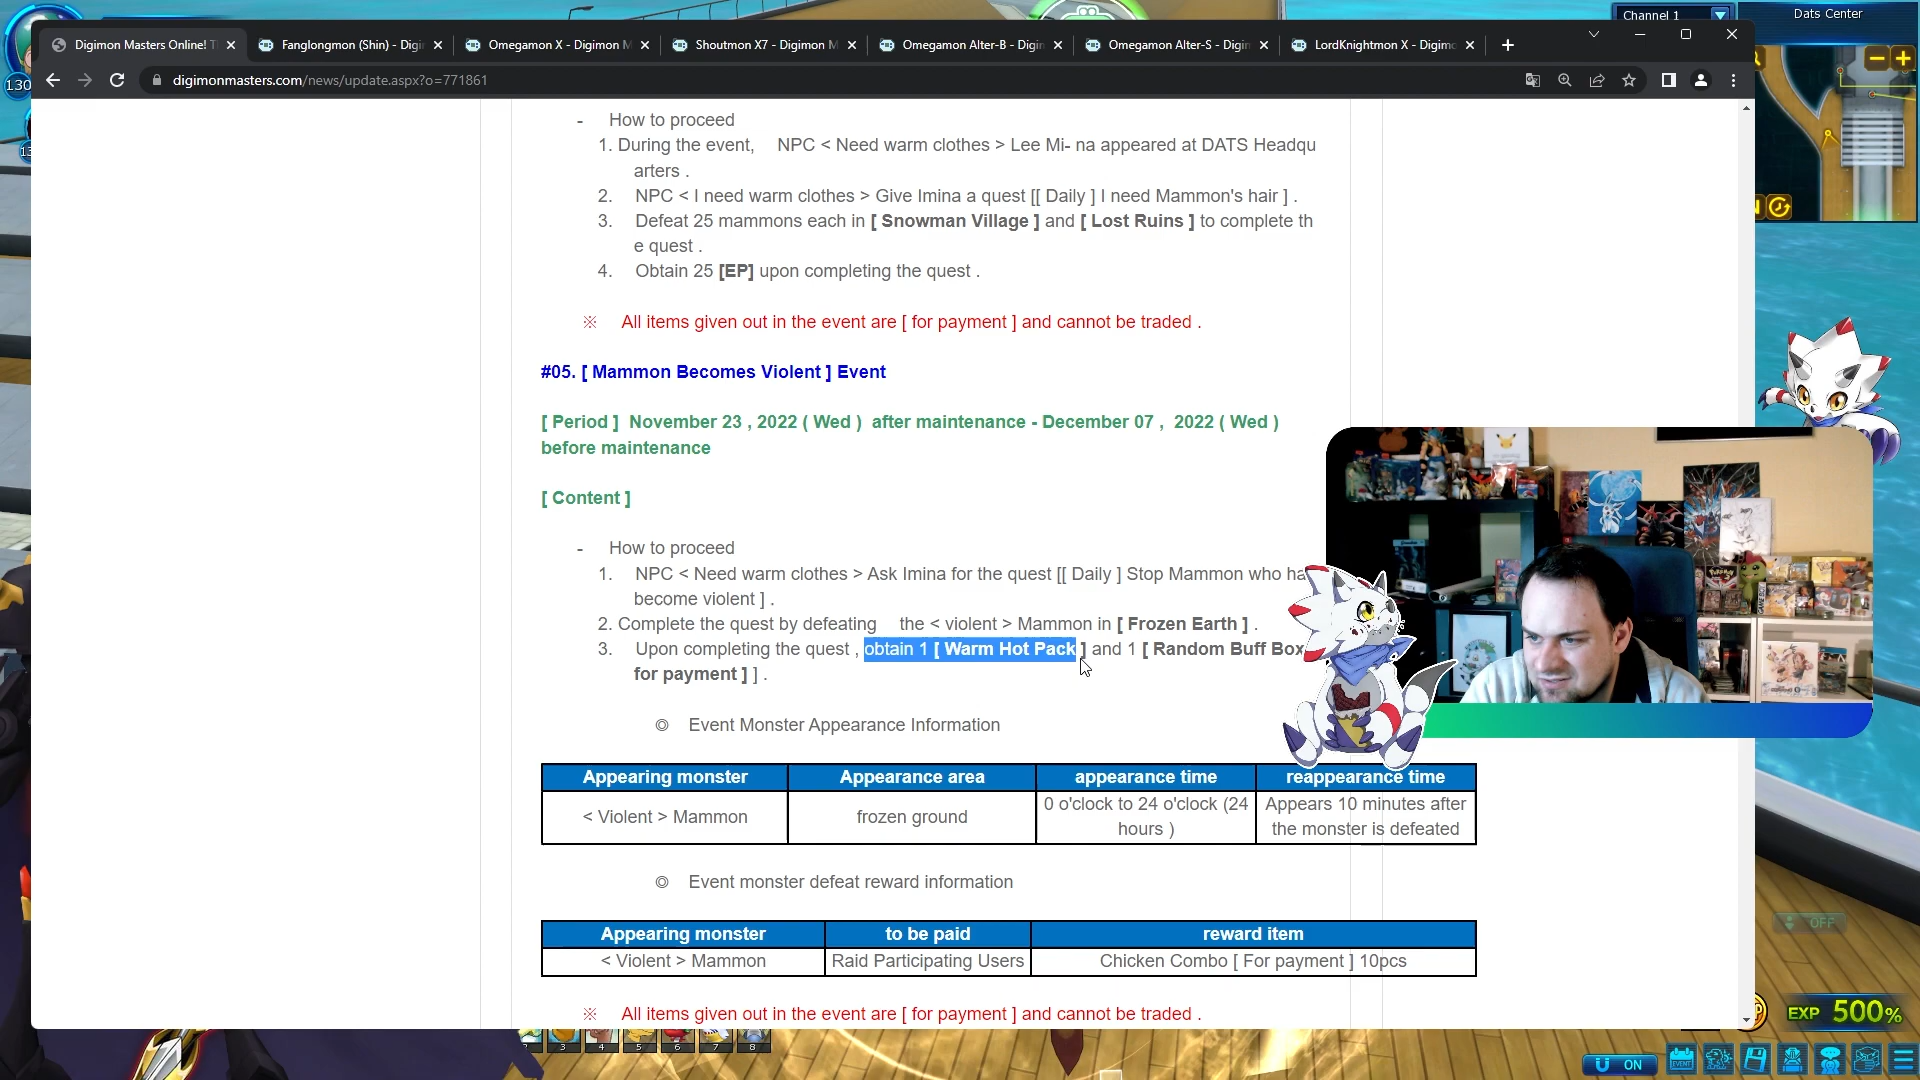 Channel 1
Dats Center
Digimon Masters Online! T
Fanglongmon (Shin) - Digi
Omegamon X - Digimon M
Shoutmon X7 - Digimon M
Omegamon Alter-B - Digin
Omegamon Alter-S - Digin
LordKnightmon X - Digimo
digimonmasters.com/news/update.aspx?o=771861
130
- How to proceed
1. During the event, NPC < Need warm clothes > Lee Mi- na appeared at DATS Headqu
arters .
2. NPC < I need warm clothes > Give Imina a quest [[ Daily ] I need Mammon's hair ] .
3. Defeat 25 mammons each in [ Snowman Village ] and [ Lost Ruins ] to complete th
e quest .
4. Obtain 25 [EP] upon completing the quest .
※ All items given out in the event are [ for payment ] and cannot be traded .
#05. [ Mammon Becomes Violent ] Event
[ Period ] November 23 , 2022 ( Wed ) after maintenance - December 07 , 2022 ( Wed )
before maintenance
[ Content ]
- How to proceed
1. NPC < Need warm clothes > Ask Imina for the quest [[ Daily ] Stop Mammon who ha
become violent ] .
2. Complete the quest by defeating the < violent > Mammon in [ Frozen Earth ] .
3. Upon completing the quest , obtain 1 [ Warm Hot Pack ] and 1 [ Random Buff Box
for payment ] ] .
◎ Event Monster Appearance Information
Appearing monster Appearance area appearance time reappearance time
< Violent > Mammon frozen ground 0 o'clock to 24 o'clock (24 hours ) Appears 10 minutes after the monster is defeated
◎ Event monster defeat reward information
Appearing monster to be paid reward item
< Violent > Mammon Raid Participating Users Chicken Combo [ For payment ] 10pcs
※ All items given out in the event are [ for payment ] and cannot be traded .
OFF
EXP 500%
2 3 4 5 6 7 8
ON
EVENT